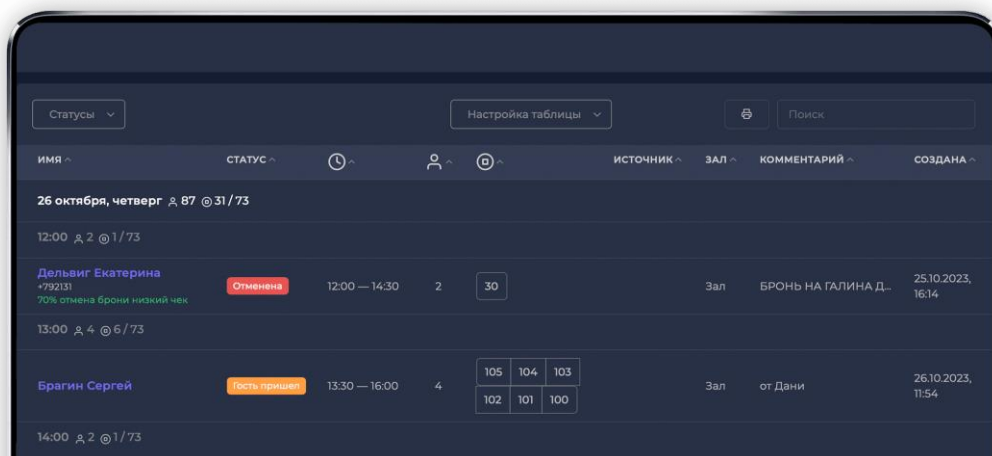 Статусы
Настройка таблицы
Поиск
ИМЯ СТАТУС ИСТОЧНИК ЗАЛ КОММЕНТАРИЙ СОЗДАНА
26 октября, четверг 87 31 / 73
12:00 2 1 / 73
Дельвиг Екатерина
+792131
70% отмена брони низкий чек
Отменена
12:00 — 14:30
2
30
Зал
БРОНЬ НА ГАЛИНА Д...
25.10.2023,
16:14
13:00 4 6 / 73
Брагин Сергей
Гость пришел
13:30 — 16:00
4
105 104 103
102 101 100
Зал
от Дани
26.10.2023,
11:54
14:00 2 1 / 73